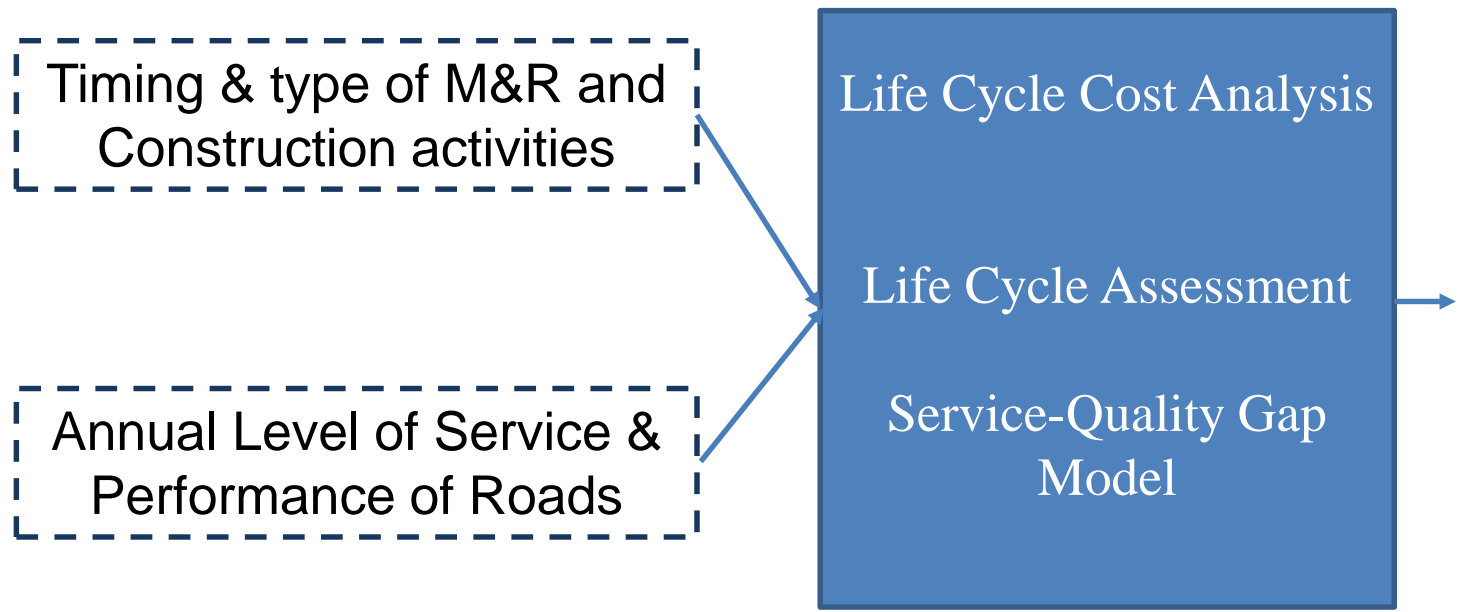 Timing & type of M&R and
Construction activities
Annual Level of Service &
Performance of Roads
Life Cycle Cost Analysis
Life Cycle Assessment
Service-Quality Gap
Model